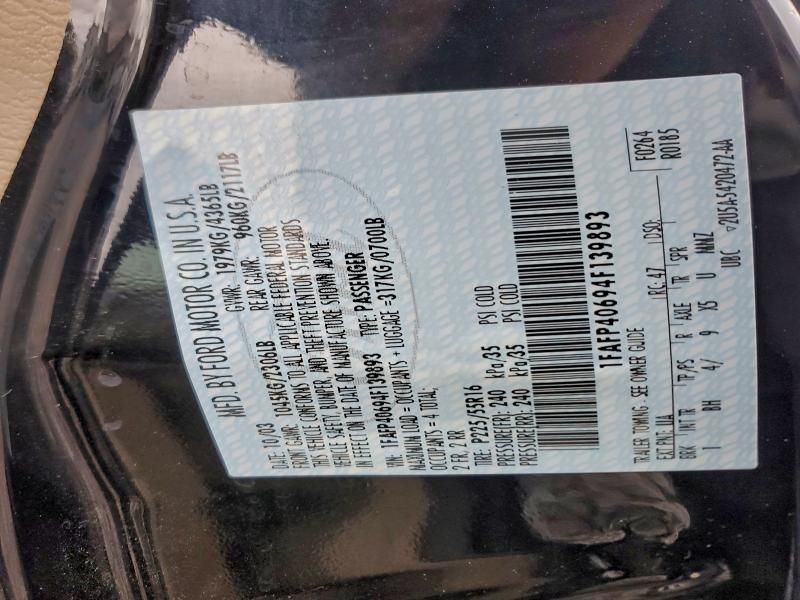 MFD. BY FORD MOTOR CO. IN U.S.A.
DATE: 10/03 GVWR: 1979KG/4365LB
FRONT GAWR: 1045KG/2306LB REAR GAWR: 960KG/2117LB
THIS VEHICLE CONFORMS TO ALL APPLICABLE FEDERAL MOTOR
VEHICLE SAFETY, BUMPER, AND THEFT PREVENTION STANDARDS
IN EFFECT ON THE DATE OF MANUFACTURE SHOWN ABOVE.
VIN: 1FAFP40694F139893 TYPE: PASSENGER
MAXIMUM LOAD = OCCUPANTS + LUGGAGE = 317KG/0700LB
OCCUPANTS = 4 TOTAL;
2 FR, 2 RR
TIRE: P225/55R16
PRESSURE(FR): 240 kPa/35 PSI COLD
PRESSURE(RR): 240 kPa/35 PSI COLD
1FAFP40694F139893
F0264
R0185
TRAILER TOWING - SEE OWNER GUIDE
EXT PNT: UA RC: 47 DSO:
BRK INT TR TP/PS R AXLE TR SPR
1 BH 4/ 9 X5 U NNNZ
UBC ▽2U5A-5420472-AA